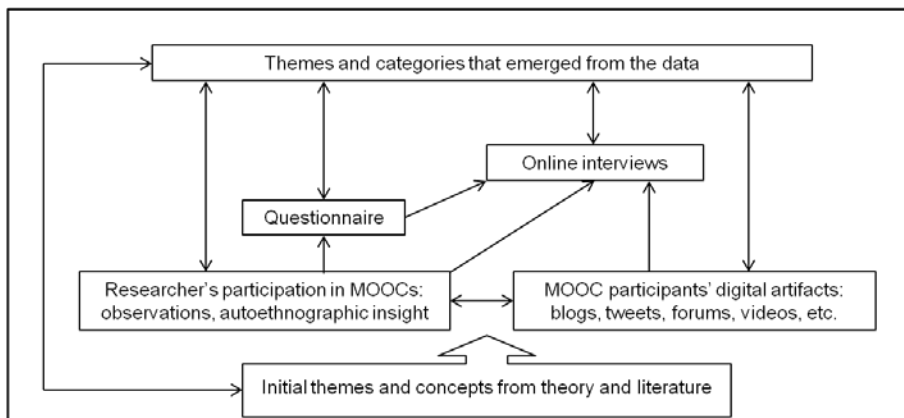 Themes and categories that emerged from the data
Online interviews
Questionnaire
Researcher's participation in MOOCs:
observations, autoethnographic insight
MOOC participants' digital artifacts:
blogs, tweets, forums, videos, etc.
Initial themes and concepts from theory and literature